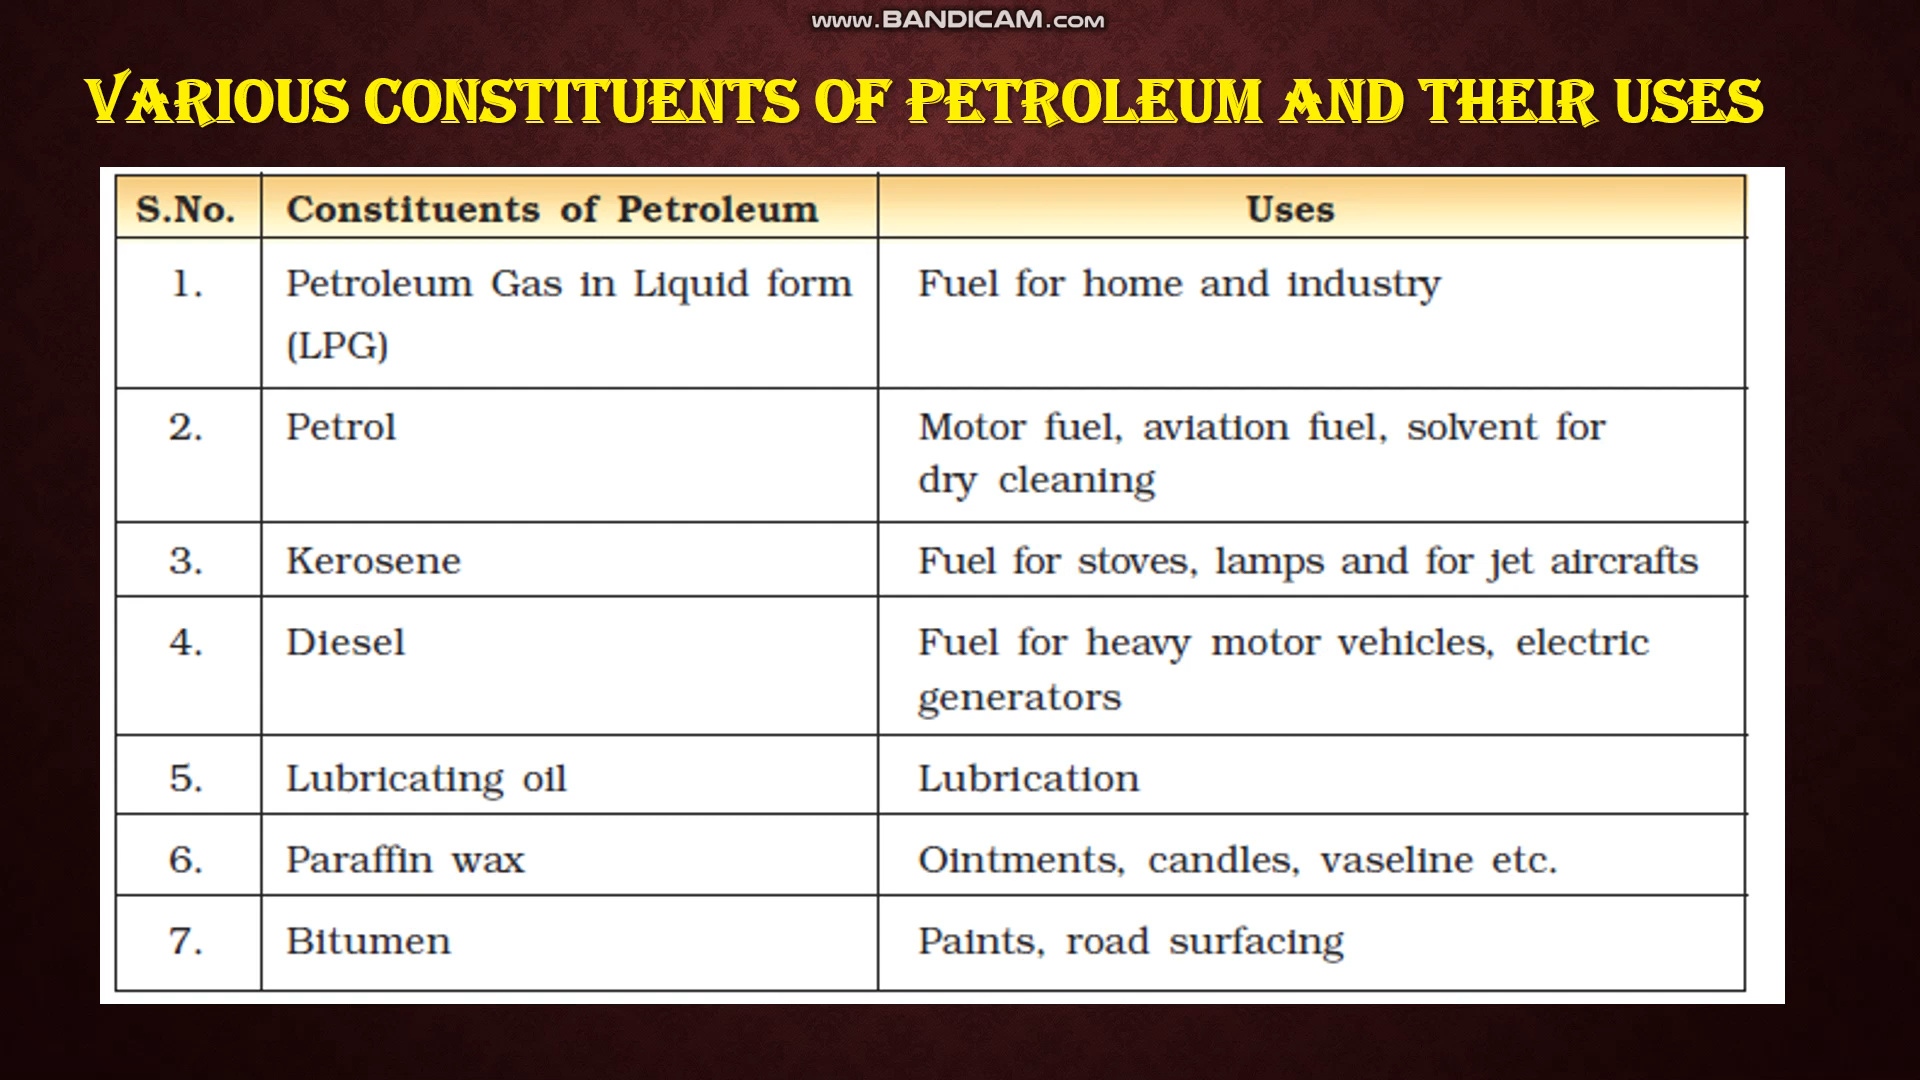 www.BANDICAM.com
VARIOUS CONSTITUENTS OF PETROLEUM AND THEIR USES
S.No. Constituents of Petroleum Uses
1. Petroleum Gas in Liquid form Fuel for home and industry
(LPG)
2. Petrol Motor fuel, aviation fuel, solvent for
dry cleaning
3. Kerosene Fuel for stoves, lamps and for jet aircrafts
4. Diesel Fuel for heavy motor vehicles, electric
generators
5. Lubricating oil Lubrication
6. Paraffin wax Ointments, candles, vaseline etc.
7. Bitumen Paints, road surfacing